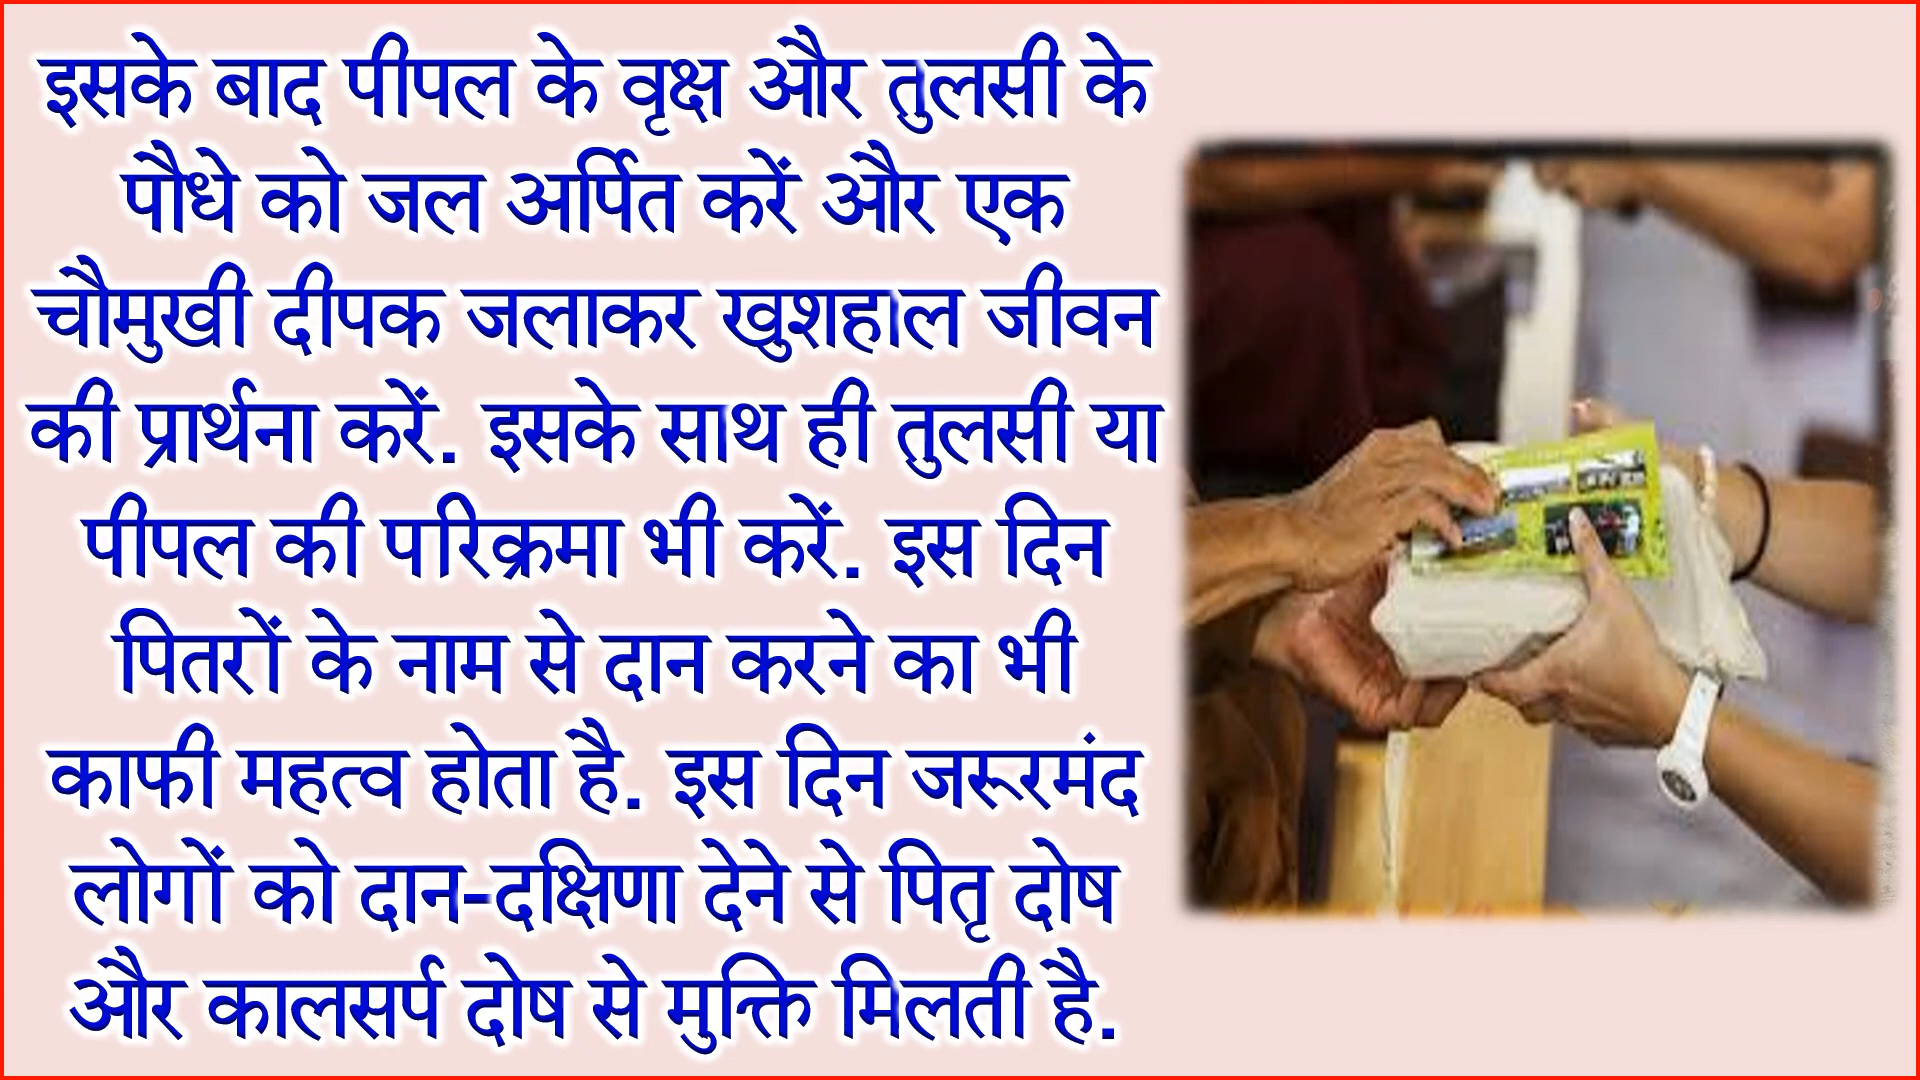 इसके बाद पीपल के वृक्ष और तुलसी के
पौधे को जल अर्पित करें और एक
चौमुखी दीपक जलाकर खुशहाल जीवन
की प्रार्थना करें. इसके साथ ही तुलसी या
पीपल की परिक्रमा भी करें. इस दिन
पितरों के नाम से दान करने का भी
काफी महत्व होता है. इस दिन जरूरमंद
लोगों को दान-दक्षिणा देने से पितृ दोष
और कालसर्प दोष से मुक्ति मिलती है.